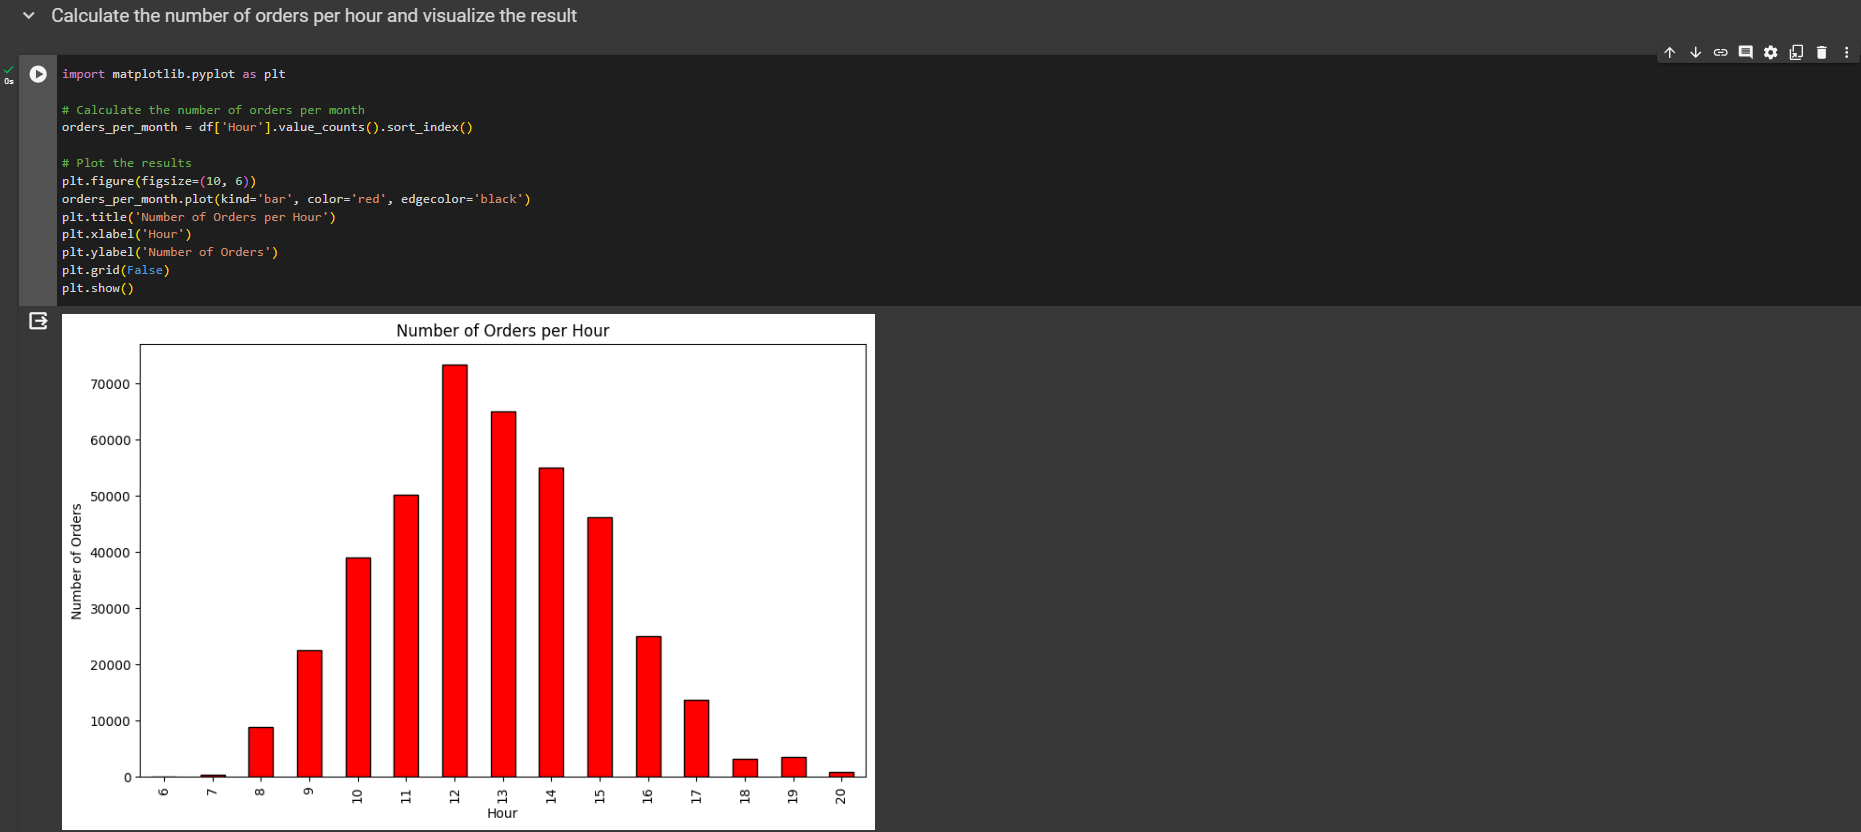 Calculate the number of orders per hour and visualize the result
0s
import matplotlib.pyplot as plt
# Calculate the number of orders per month
orders_per_month = df['Hour'].value_counts().sort_index()
# Plot the results
plt.figure(figsize=(10, 6))
orders_per_month.plot(kind='bar', color='red', edgecolor='black')
plt.title('Number of Orders per Hour')
plt.xlabel('Hour')
plt.ylabel('Number of Orders')
plt.grid(False)
plt.show()
Number of Orders per Hour
Number of Orders
70000
60000
50000
40000
30000
20000
10000
0
6 7 8 9 10 11 12 13 14 15 16 17 18 19 20
Hour